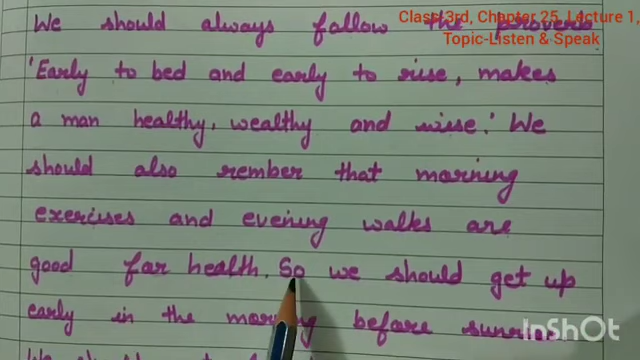 Class-3rd, Chapter 25, Lecture 1,
Topic-Listen & Speak
We should always follow the proverb
'Early to bed and early to rise, makes
a man healthy, wealthy and wise.' We
should also rember that morning
exercises and evening walks are
good for health. So we should get up
early in the morning before sunrise
InShOt